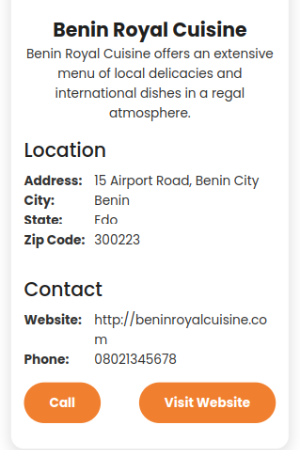 Benin Royal Cuisine
Benin Royal Cuisine offers an extensive
menu of local delicacies and
international dishes in a regal
atmosphere.
Location
Address: 15 Airport Road, Benin City
City: Benin
State: Edo
Zip Code: 300223
Contact
Website: http://beninroyalcuisine.co
m
Phone: 08021345678
Call Visit Website